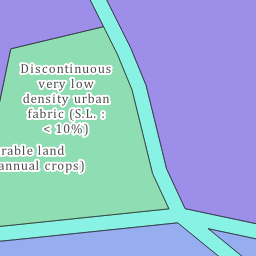 Discontinuous
very low
density urban
fabric (S.L. :
< 10%)
rable land
annual crops)